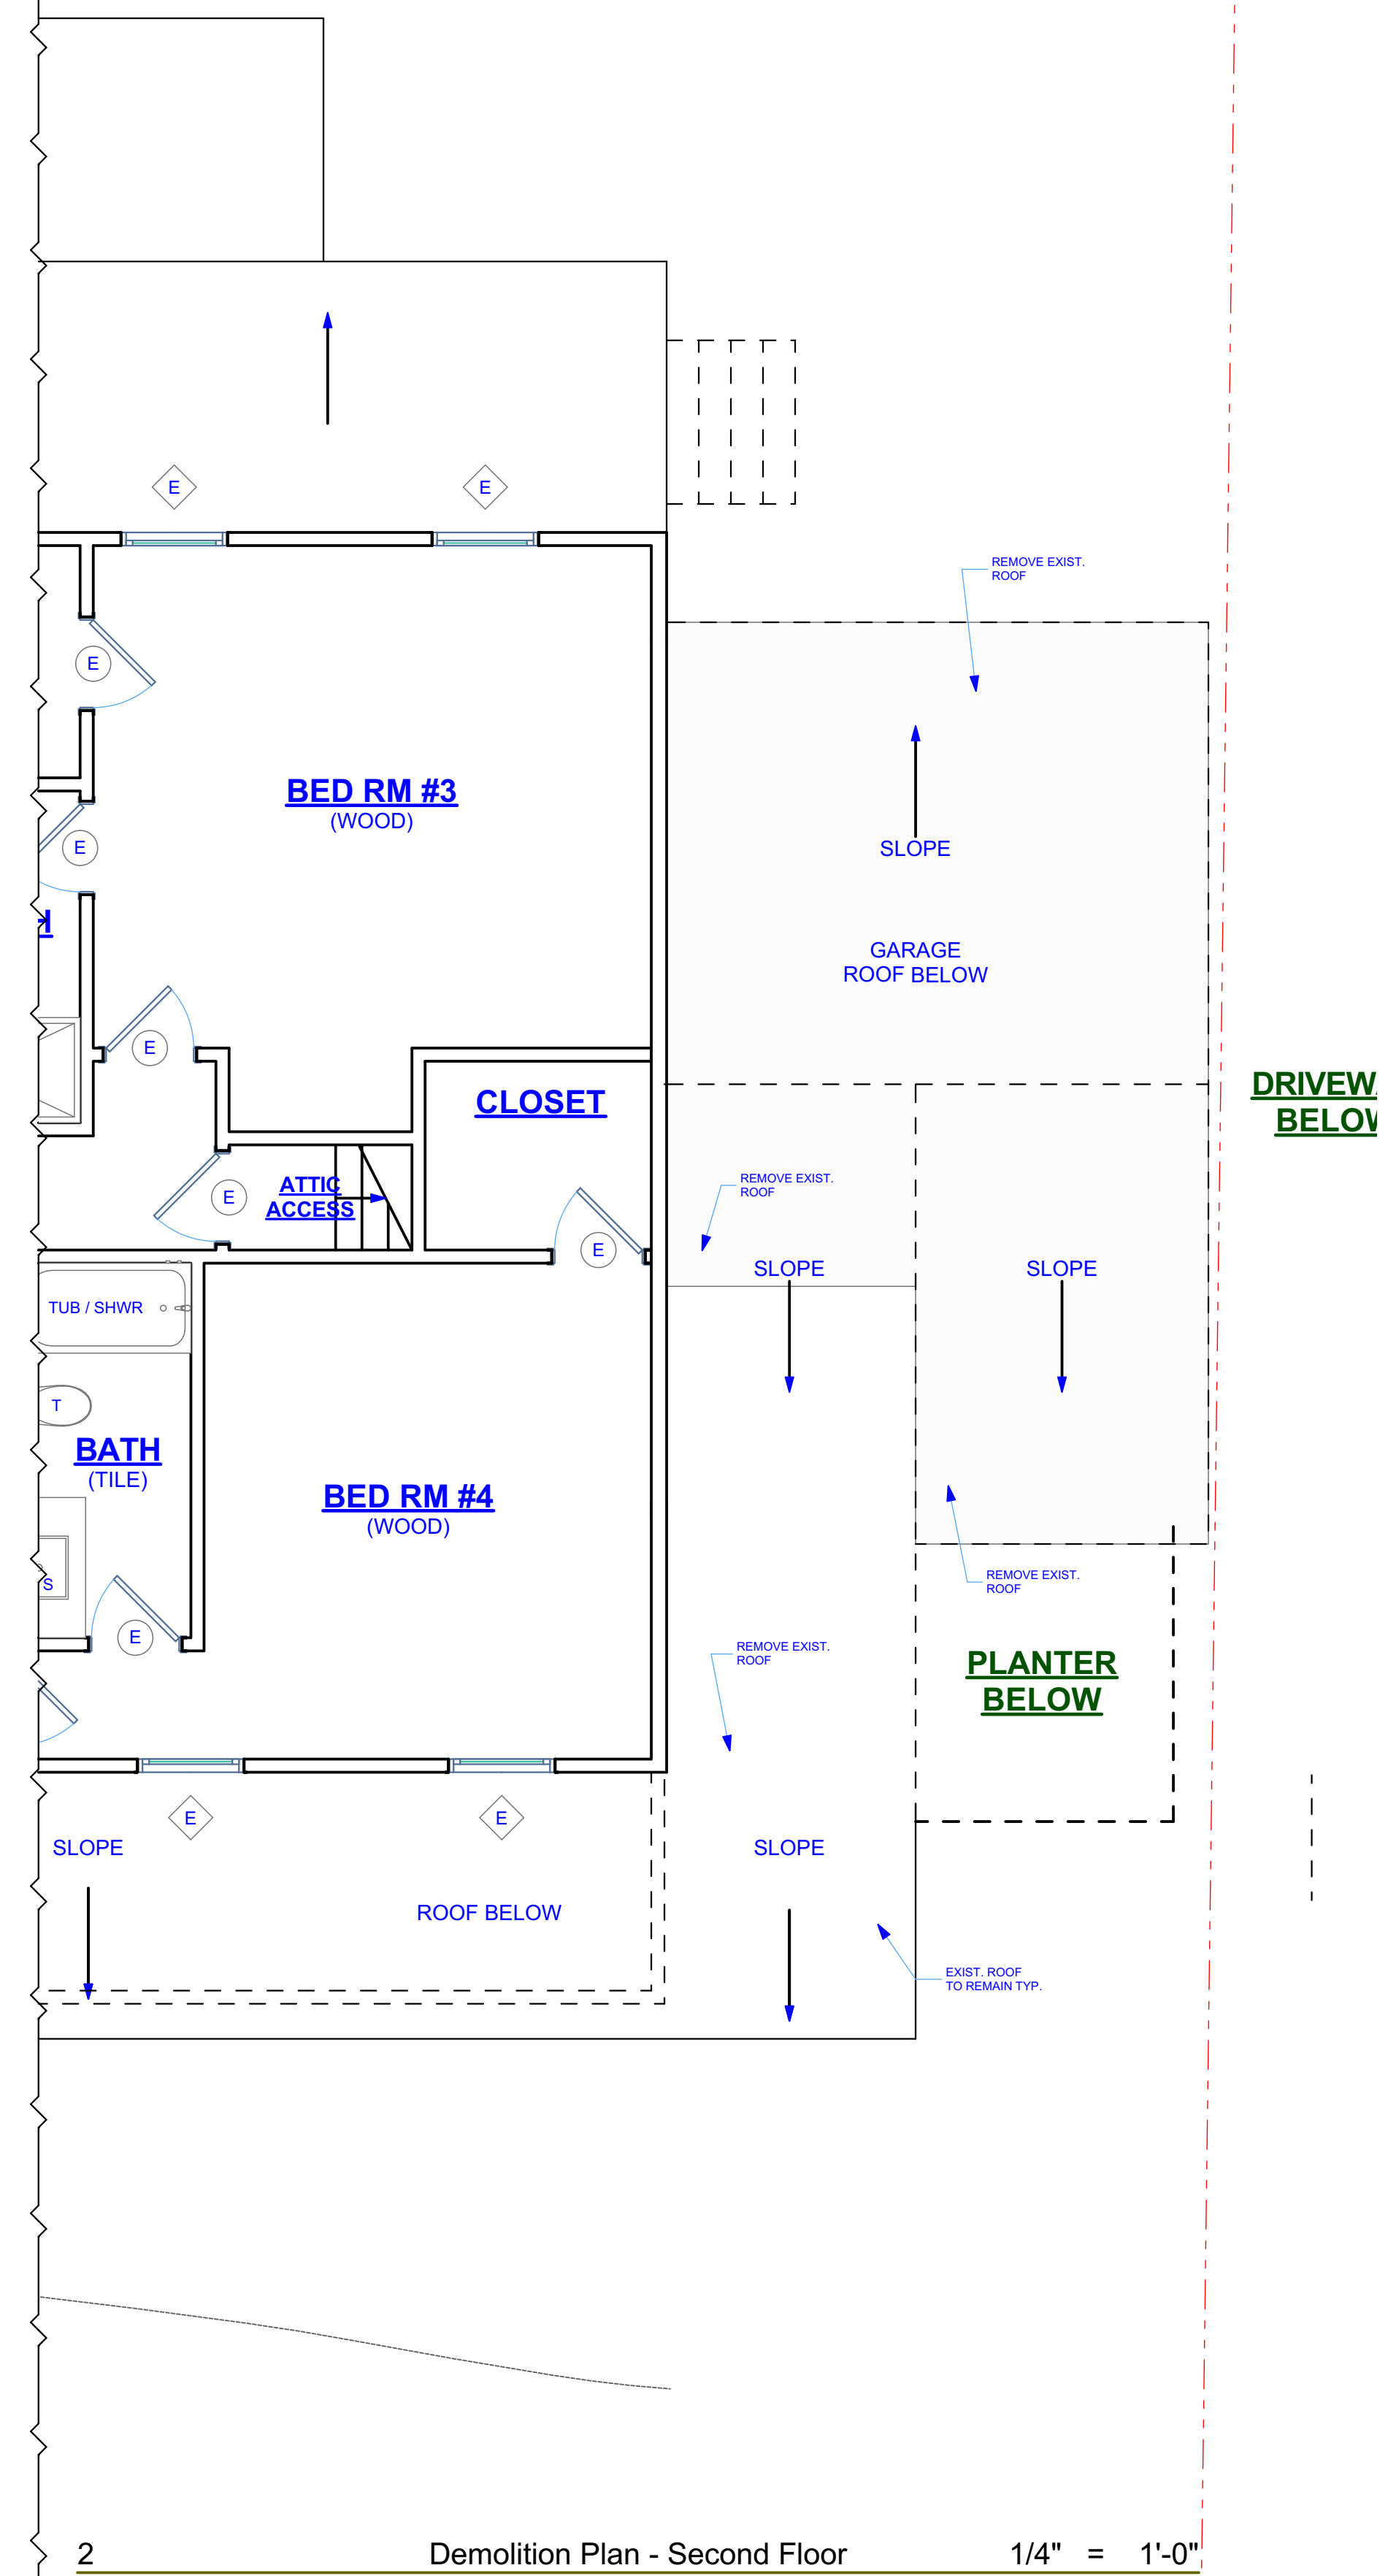 E
E
REMOVE EXIST.
ROOF
E
BED RM #3
(WOOD)
E
SLOPE
H
GARAGE
ROOF BELOW
E
DRIVEWA
BELOW
CLOSET
ATTIC
ACCESS
E
REMOVE EXIST.
ROOF
E
SLOPE
SLOPE
TUB / SHWR
T
BATH
(TILE)
BED RM #4
(WOOD)
S
REMOVE EXIST.
ROOF
E
REMOVE EXIST.
ROOF
PLANTER
BELOW
E
E
SLOPE
SLOPE
ROOF BELOW
EXIST. ROOF
TO REMAIN TYP.
2 Demolition Plan - Second Floor 1/4" = 1'-0"